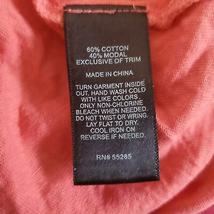 60% COTTON
40% MODAL
EXCLUSIVE OF TRIM
MADE IN CHINA
TURN GARMENT INSIDE
OUT. HAND WASH COLD
WITH LIKE COLORS.
ONLY NON-CHLORINE
BLEACH WHEN NEEDED.
DO NOT TWIST OR WRING.
LAY FLAT TO DRY.
COOL IRON ON
REVERSE IF NEEDED.
RN# 55285